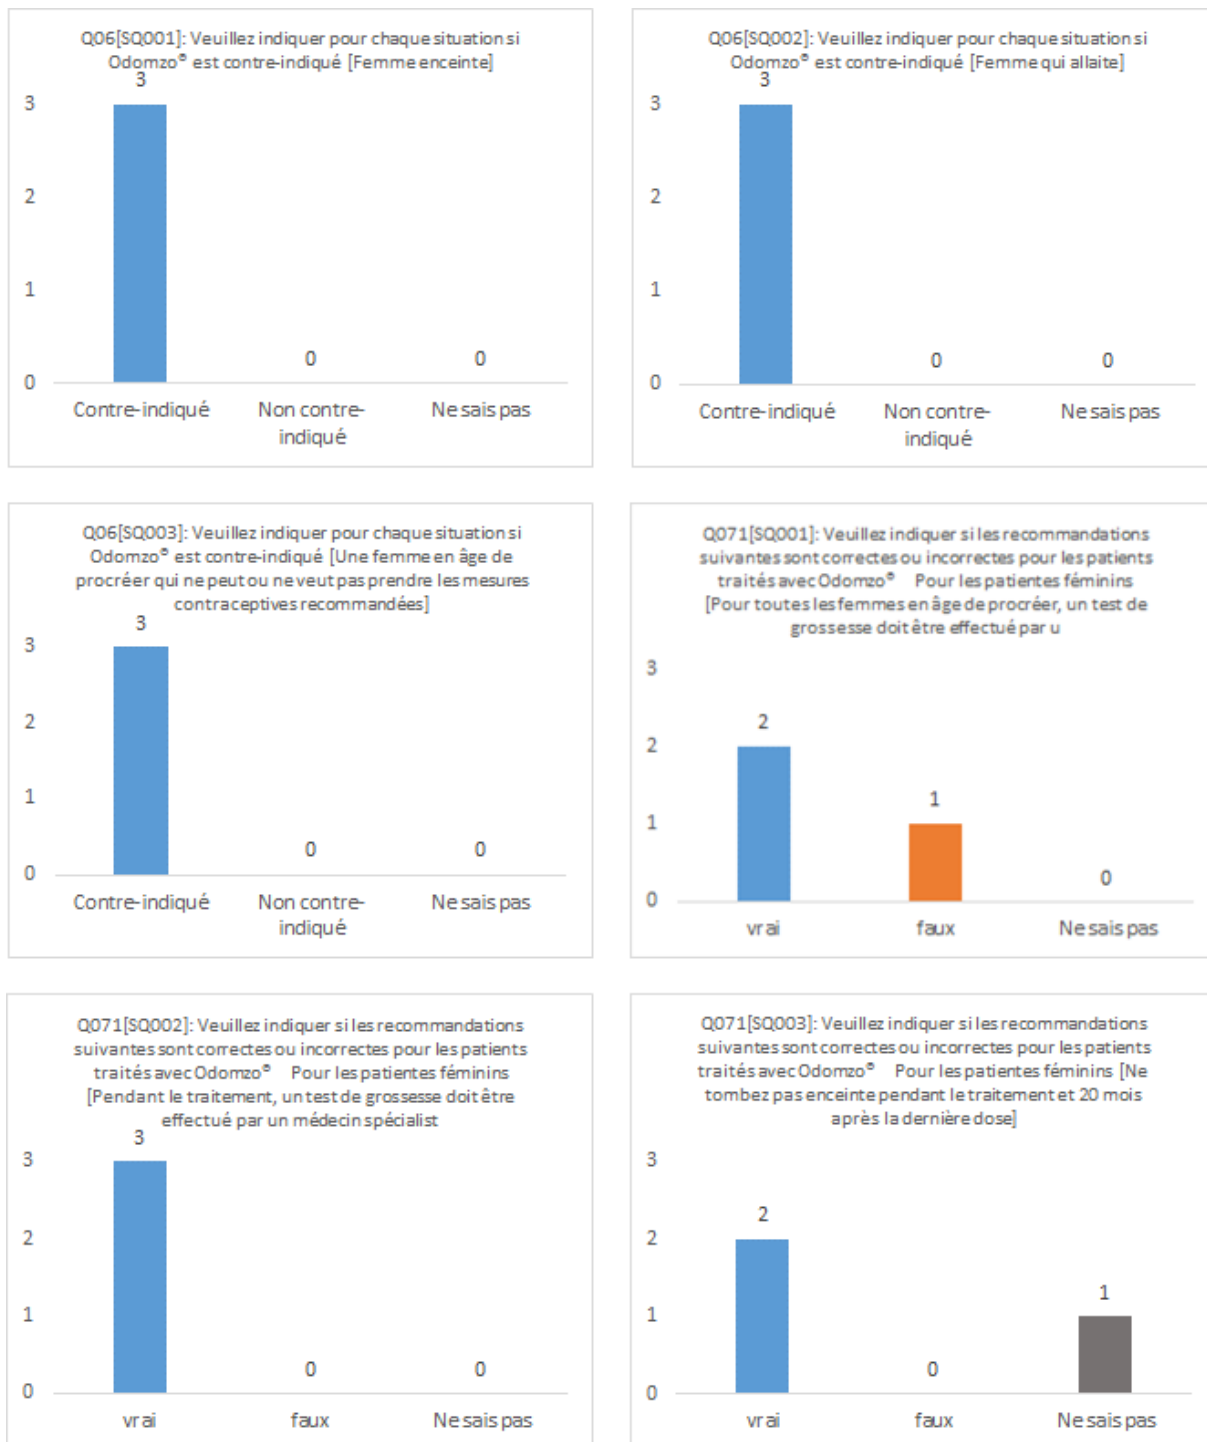 Q06[SQ001]: Veuillez indiquer pour chaque situation si
Odomzo® est contre-indiqué [Femme enceinte]
3
3
2
1
0
0
0
Contre-indiqué
Non contre-
indiqué
Ne sais pas
Q06[SQ002]: Veuillez indiquer pour chaque situation si
Odomzo® est contre-indiqué [Femme qui allaite]
3
3
2
1
0
0
0
Contre-indiqué
Non contre-
indiqué
Ne sais pas
Q06[SQ003]: Veuillez indiquer pour chaque situation si
Odomzo® est contre-indiqué [Une femme en âge de
procréer qui ne peut ou ne veut pas prendre les mesures
contraceptives recommandées]
3
3
2
1
0
0
0
Contre-indiqué
Non contre-
indiqué
Ne sais pas
Q071[SQ001]: Veuillez indiquer si les recommandations
suivantes sont correctes ou incorrectes pour les patients
traités avec Odomzo® Pour les patientes féminins
[Pour toutes les femmes en âge de procréer, un test de
grossesse doit être effectué par u
3
2
2
1
1
0
0
vrai
faux
Ne sais pas
Q071[SQ002]: Veuillez indiquer si les recommandations
suivantes sont correctes ou incorrectes pour les patients
traités avec Odomzo® Pour les patientes féminins
[Pendant le traitement, un test de grossesse doit être
effectué par un médecin spécialist
3
3
2
1
0
0
0
vrai
faux
Ne sais pas
Q071[SQ003]: Veuillez indiquer si les recommandations
suivantes sont correctes ou incorrectes pour les patients
traités avec Odomzo® Pour les patientes féminins [Ne
tombez pas enceinte pendant le traitement et 20 mois
après la dernière dose]
3
2
2
1
1
0
0
vrai
faux
Ne sais pas